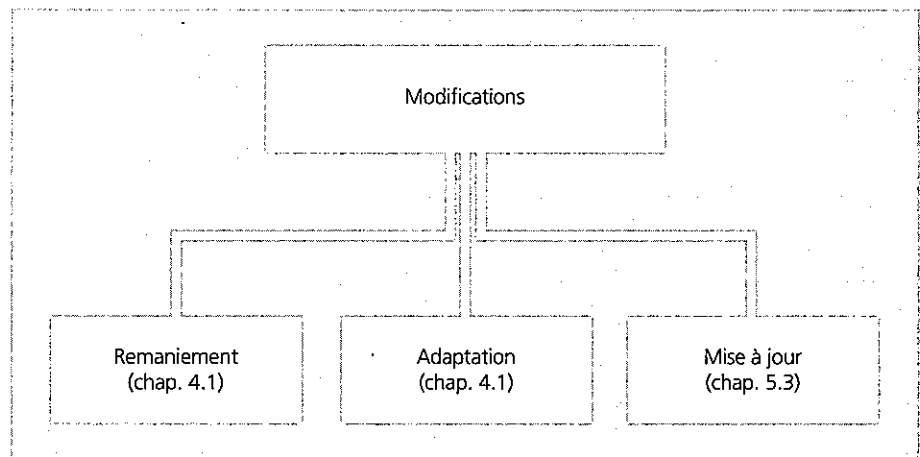 Modifications
Remaniement
(chap. 4.1)
Adaptation
(chap. 4.1)
Mise à jour
(chap. 5.3)